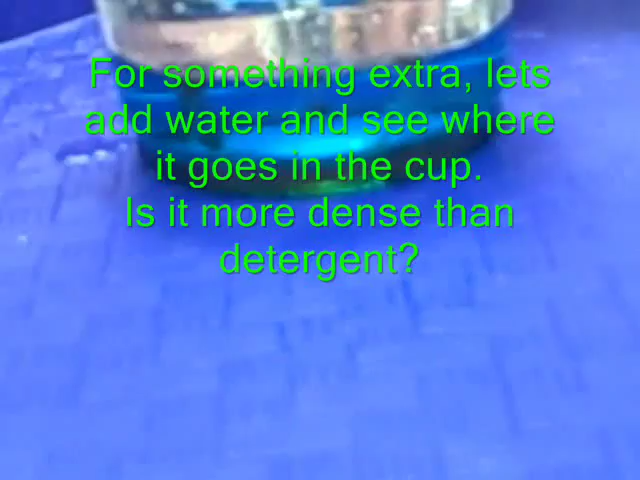 For something extra, lets
add water and see where
it goes in the cup.
Is it more dense than
detergent?